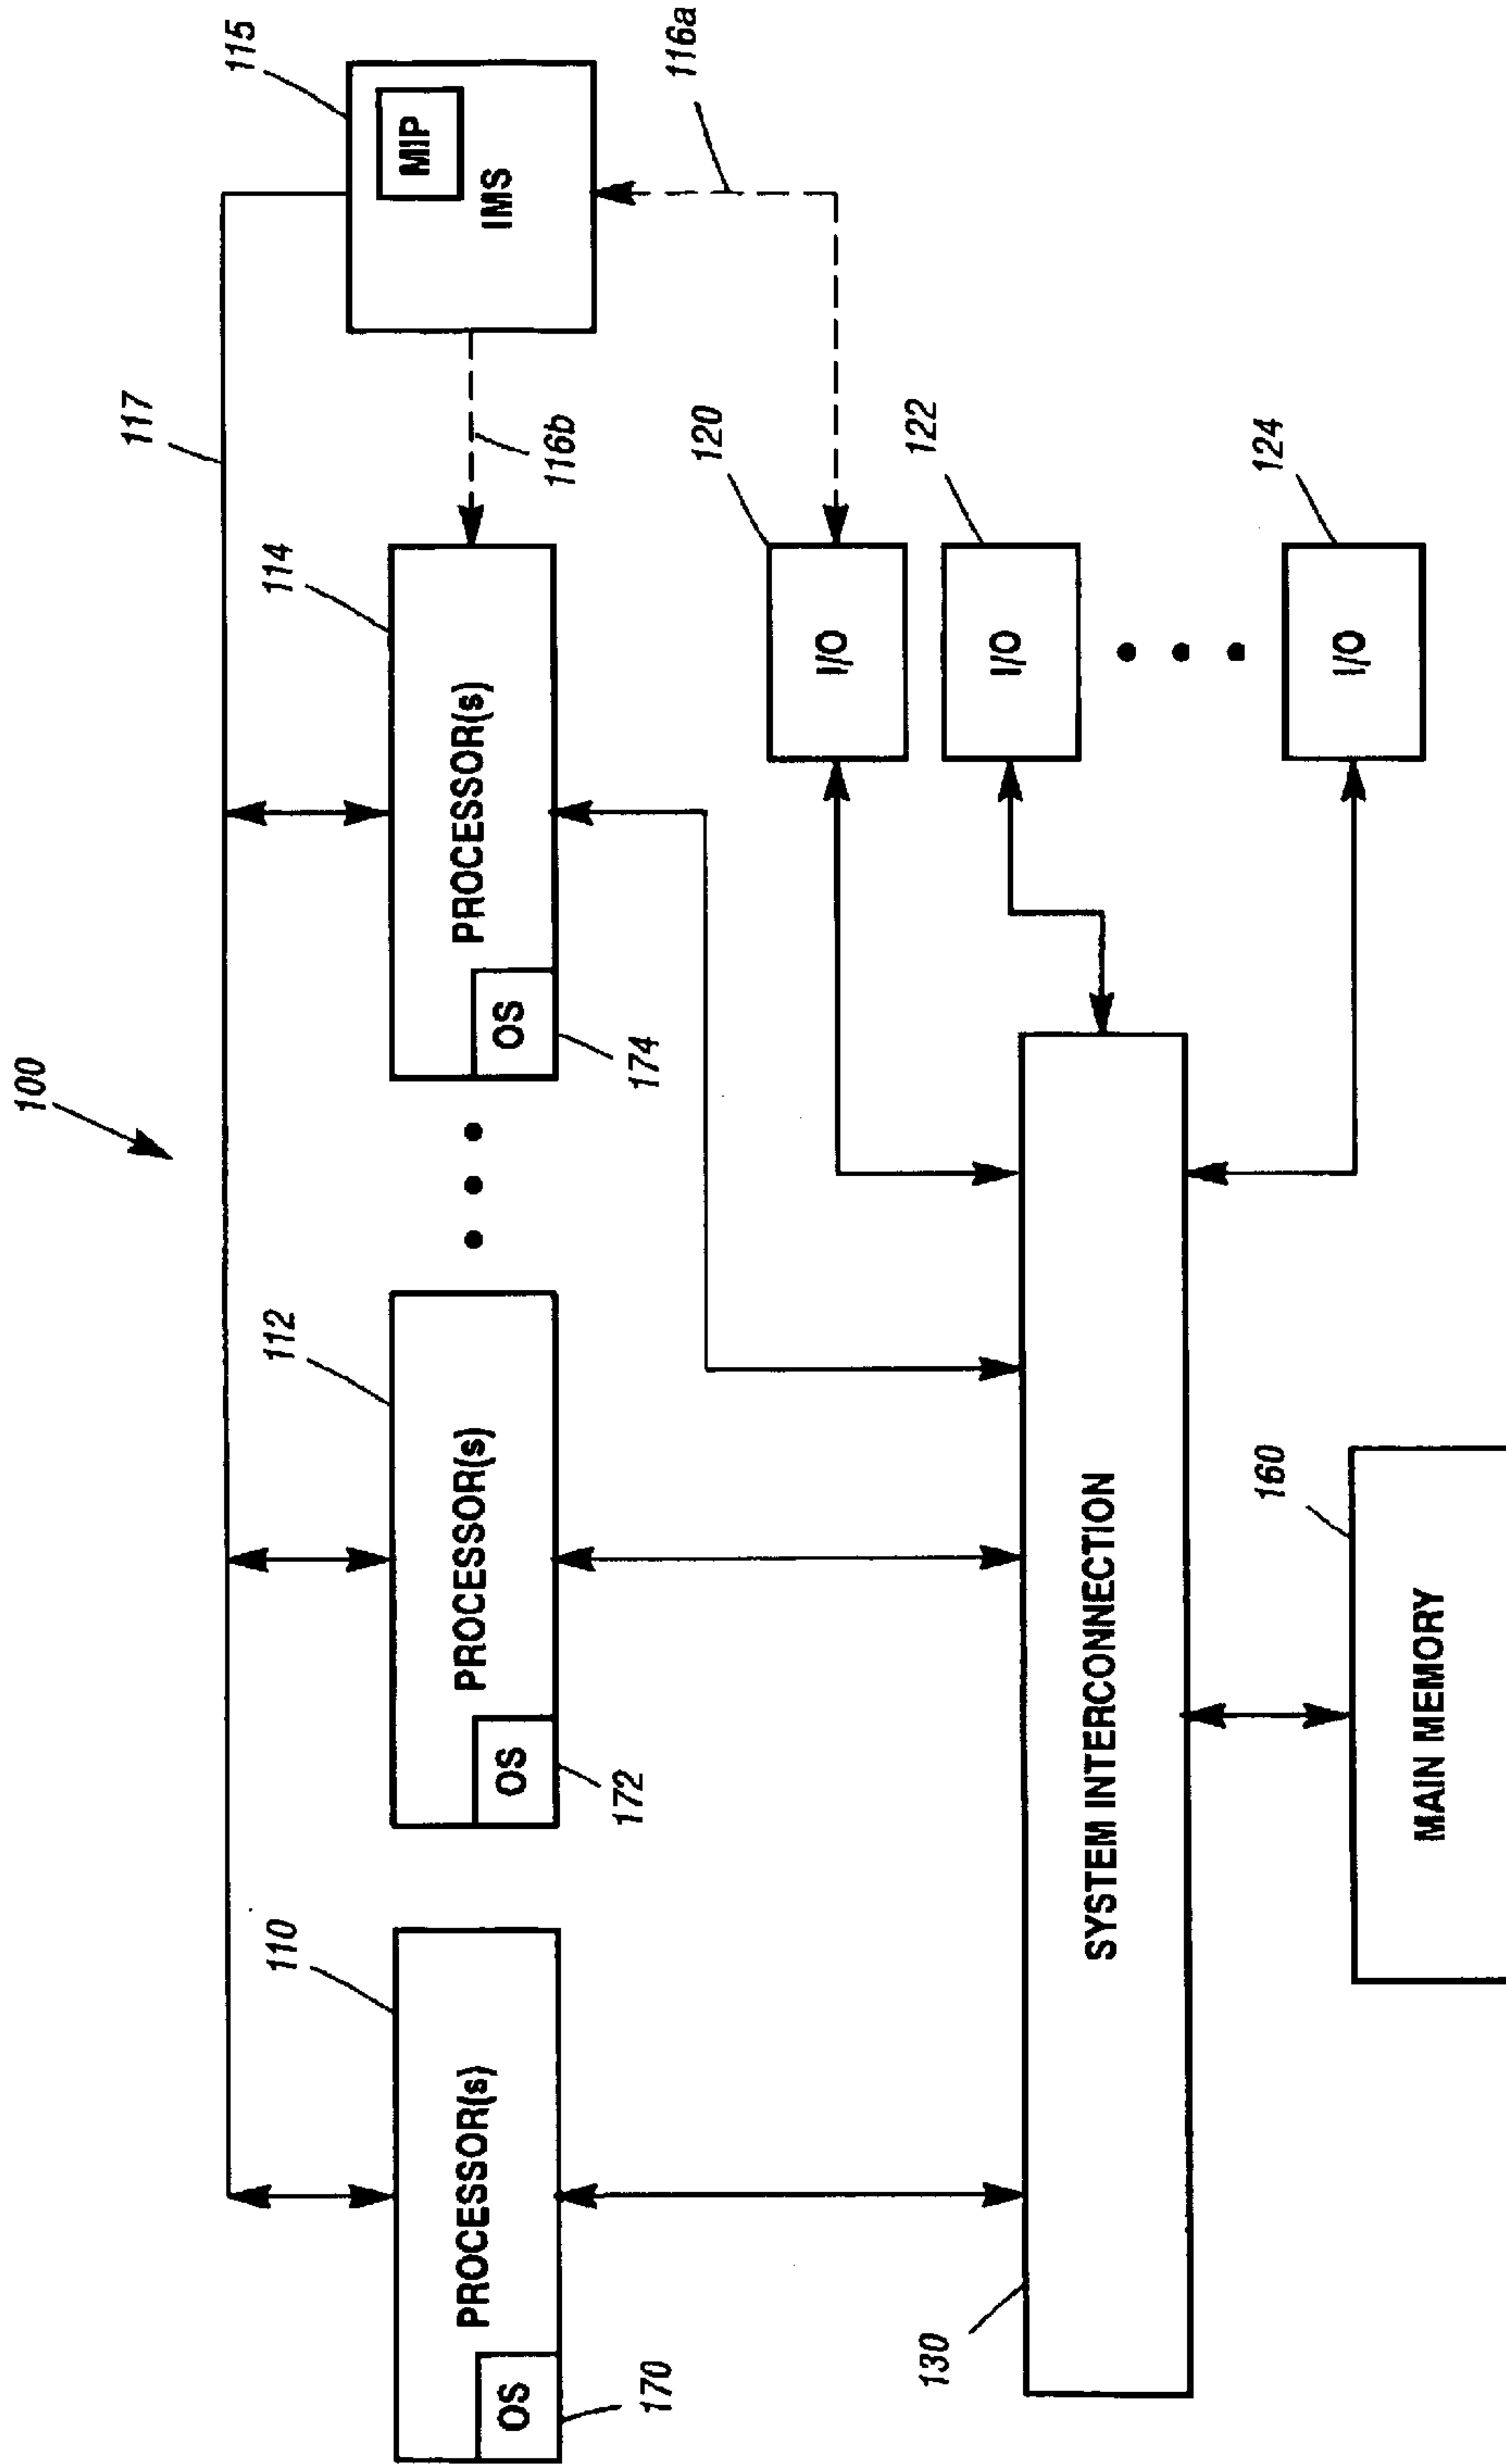 100
117
115
MIP
IMS
110
112
114
116b
116a
PROCESSOR(s)
OS
170
PROCESSOR(s)
OS
172
PROCESSOR(s)
OS
174
120
I/O
122
I/O
124
I/O
130
SYSTEM INTERCONNECTION
160
MAIN MEMORY